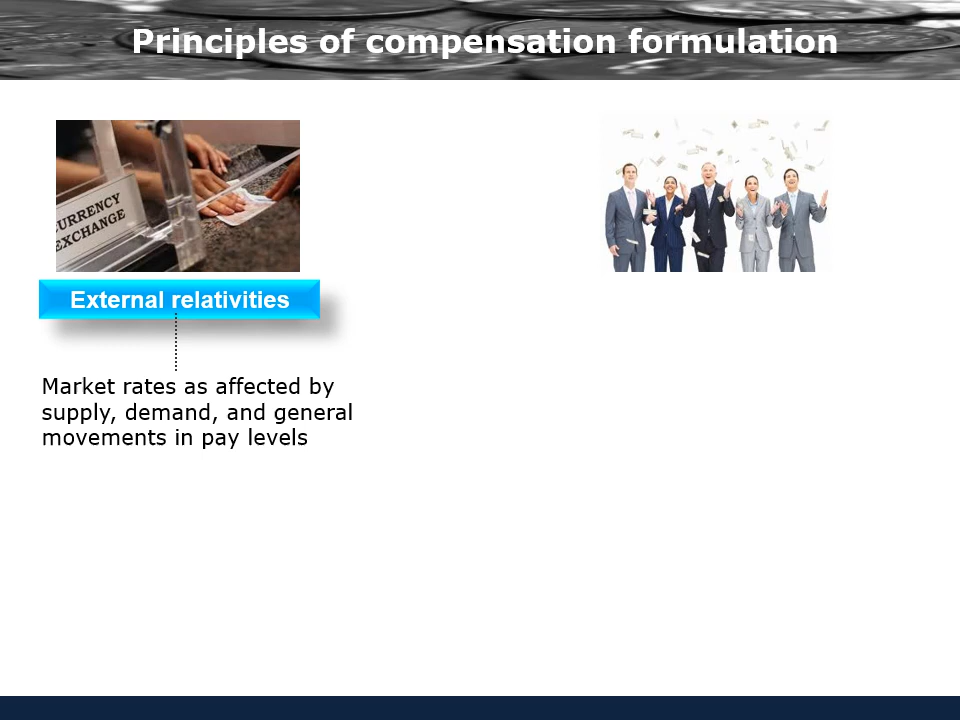 Principles of compensation formulation
CURRENCY
EXCHANGE
External relativities
Market rates as affected by
supply, demand, and general
movements in pay levels